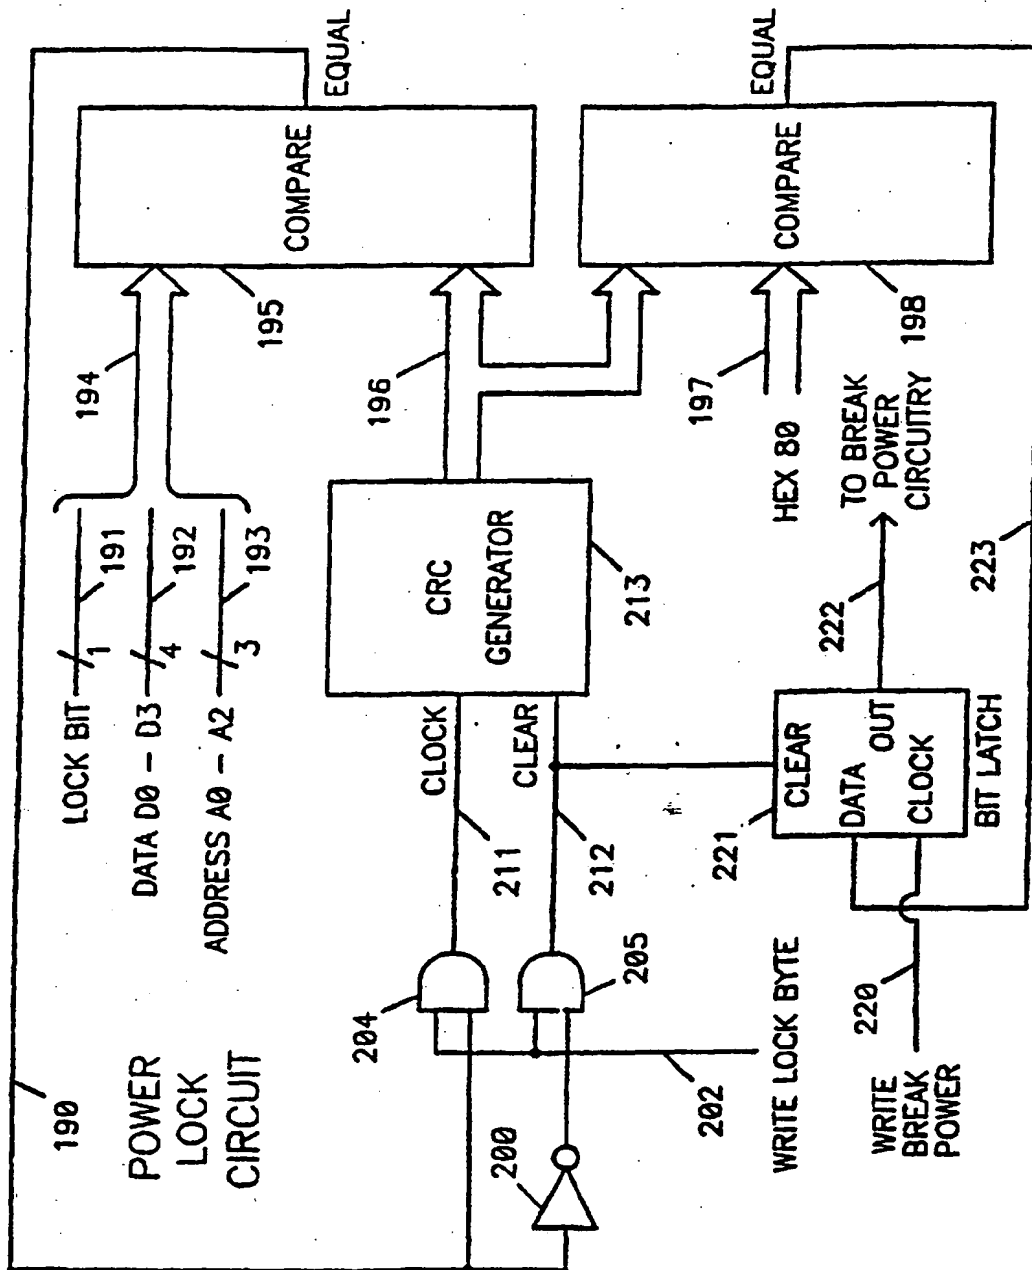 190
POWER
LOCK
CIRCUIT
LOCK BIT
1
191
DATA D0 - D3
4
192
ADDRESS A0 - A2
3
193
194
195
COMPARE
EQUAL
196
CRC
GENERATOR
213
CLOCK
CLEAR
211
212
204
205
200
202
WRITE LOCK BYTE
HEX 80
197
198
COMPARE
EQUAL
TO BREAK
POWER
CIRCUITRY
222
223
221
CLEAR
DATA
OUT
CLOCK
BIT LATCH
220
WRITE
BREAK
POWER